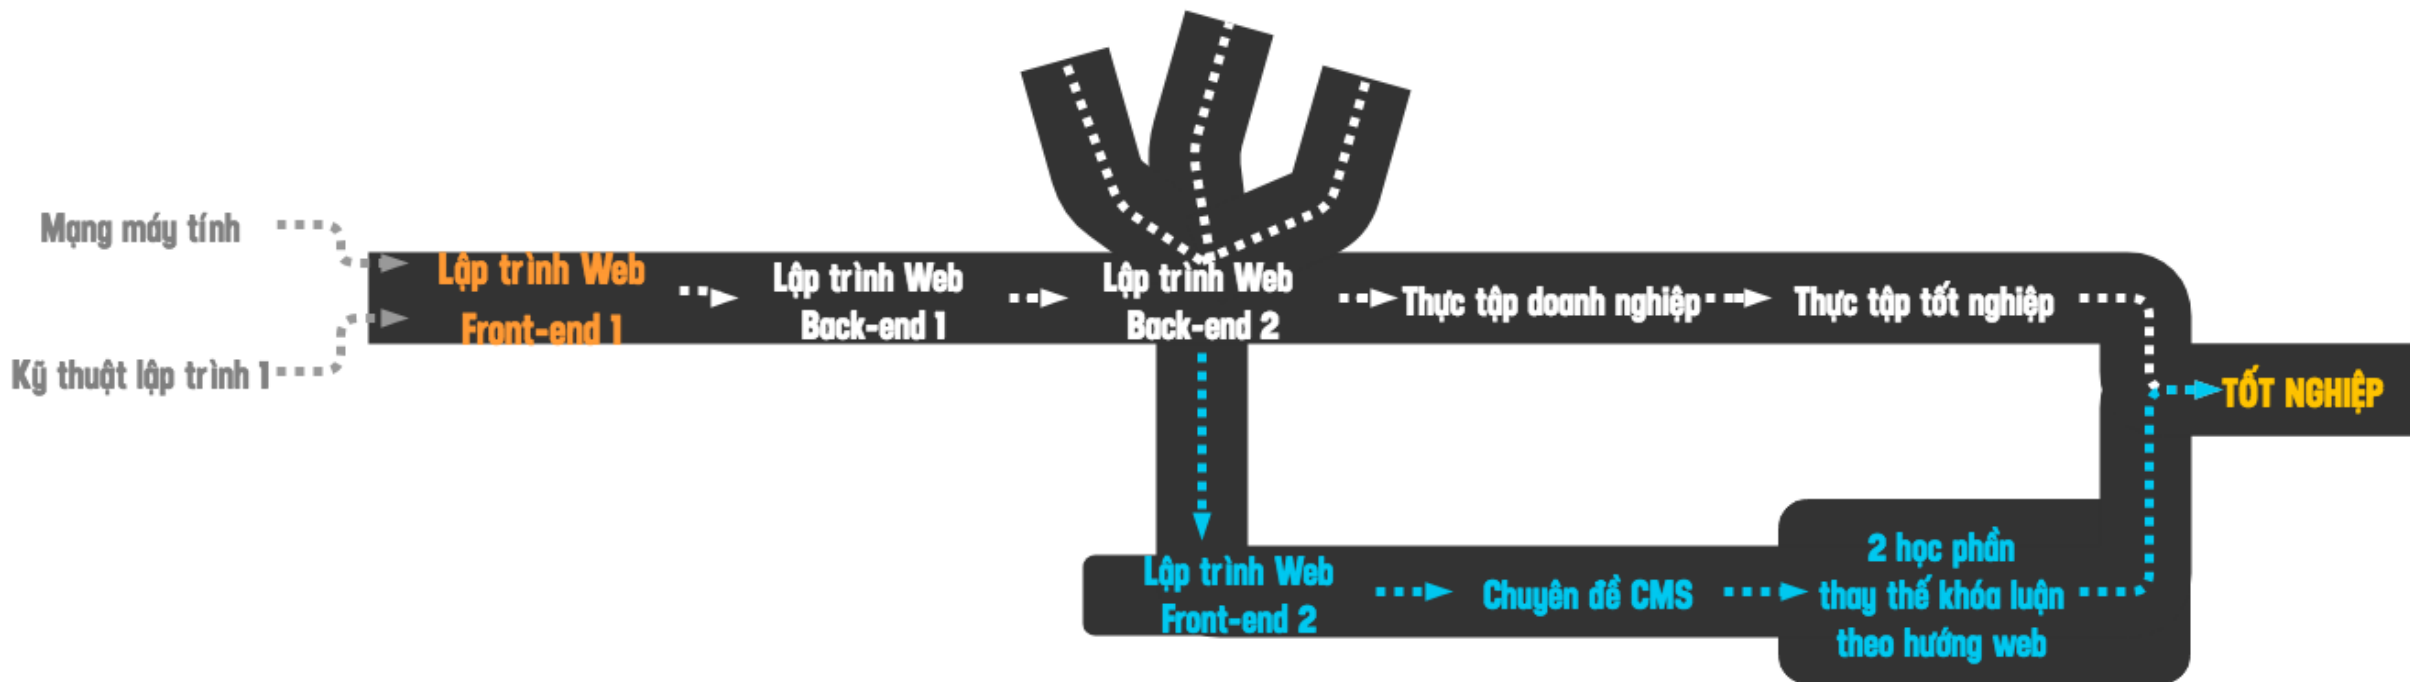 Mạng máy tính
Kỹ thuật lập trình 1
Lập trình Web
Front-end 1
Lập trình Web
Back-end 1
Lập trình Web
Back-end 2
Thực tập doanh nghiệp
Thực tập tốt nghiệp
TỐT NGHIỆP
Lập trình Web
Front-end 2
Chuyên đề CMS
2 học phần
thay thế khóa luận
theo hướng web